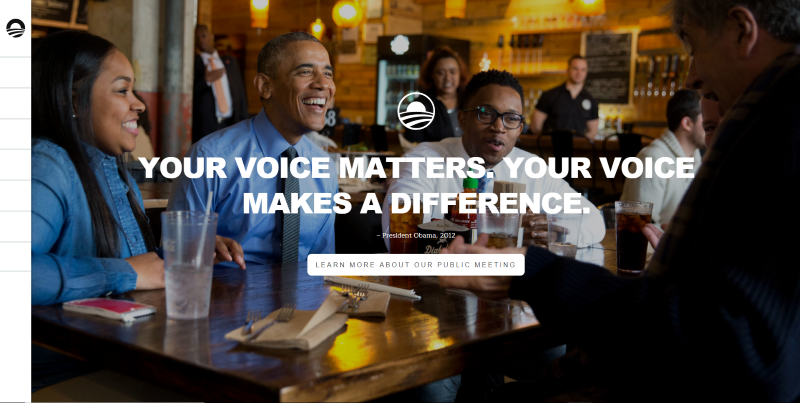 YOUR VOICE MATTERS. YOUR VOICE
MAKES A DIFFERENCE.
– President Obama, 2012
LEARN MORE ABOUT OUR PUBLIC MEETING